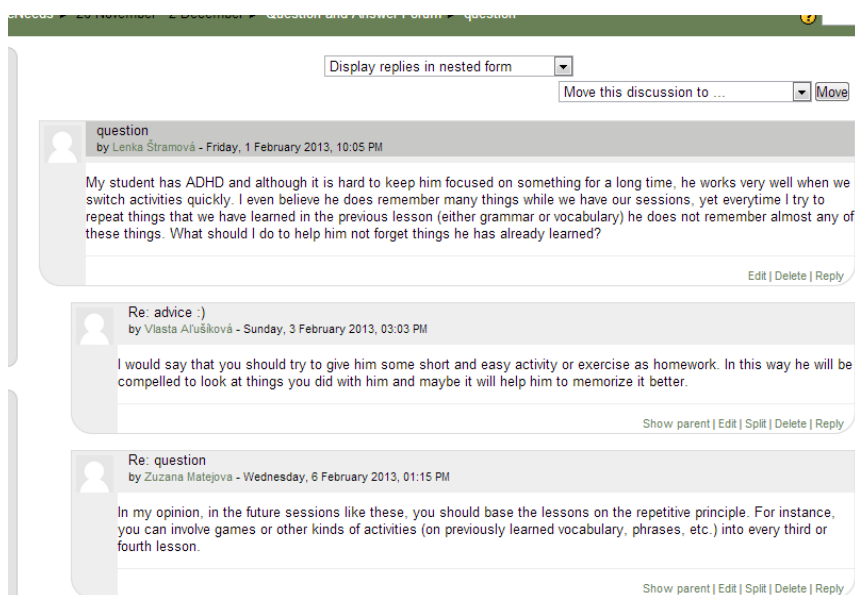 26 November - 2 December ► Question and Answer Forum ► question
Display replies in nested form
Move this discussion to ... Move
question
by Lenka Štramová - Friday, 1 February 2013, 10:05 PM
My student has ADHD and although it is hard to keep him focused on something for a long time, he works very well when we
switch activities quickly. I even believe he does remember many things while we have our sessions, yet everytime I try to
repeat things that we have learned in the previous lesson (either grammar or vocabulary) he does not remember almost any of
these things. What should I do to help him not forget things he has already learned?
Edit | Delete | Reply
Re: advice :)
by Vlasta Aľušíková - Sunday, 3 February 2013, 03:03 PM
I would say that you should try to give him some short and easy activity or exercise as homework. In this way he will be
compelled to look at things you did with him and maybe it will help him to memorize it better.
Show parent | Edit | Split | Delete | Reply
Re: question
by Zuzana Matejova - Wednesday, 6 February 2013, 01:15 PM
In my opinion, in the future sessions like these, you should base the lessons on the repetitive principle. For instance,
you can involve games or other kinds of activities (on previously learned vocabulary, phrases, etc.) into every third or
fourth lesson.
Show parent | Edit | Split | Delete | Reply